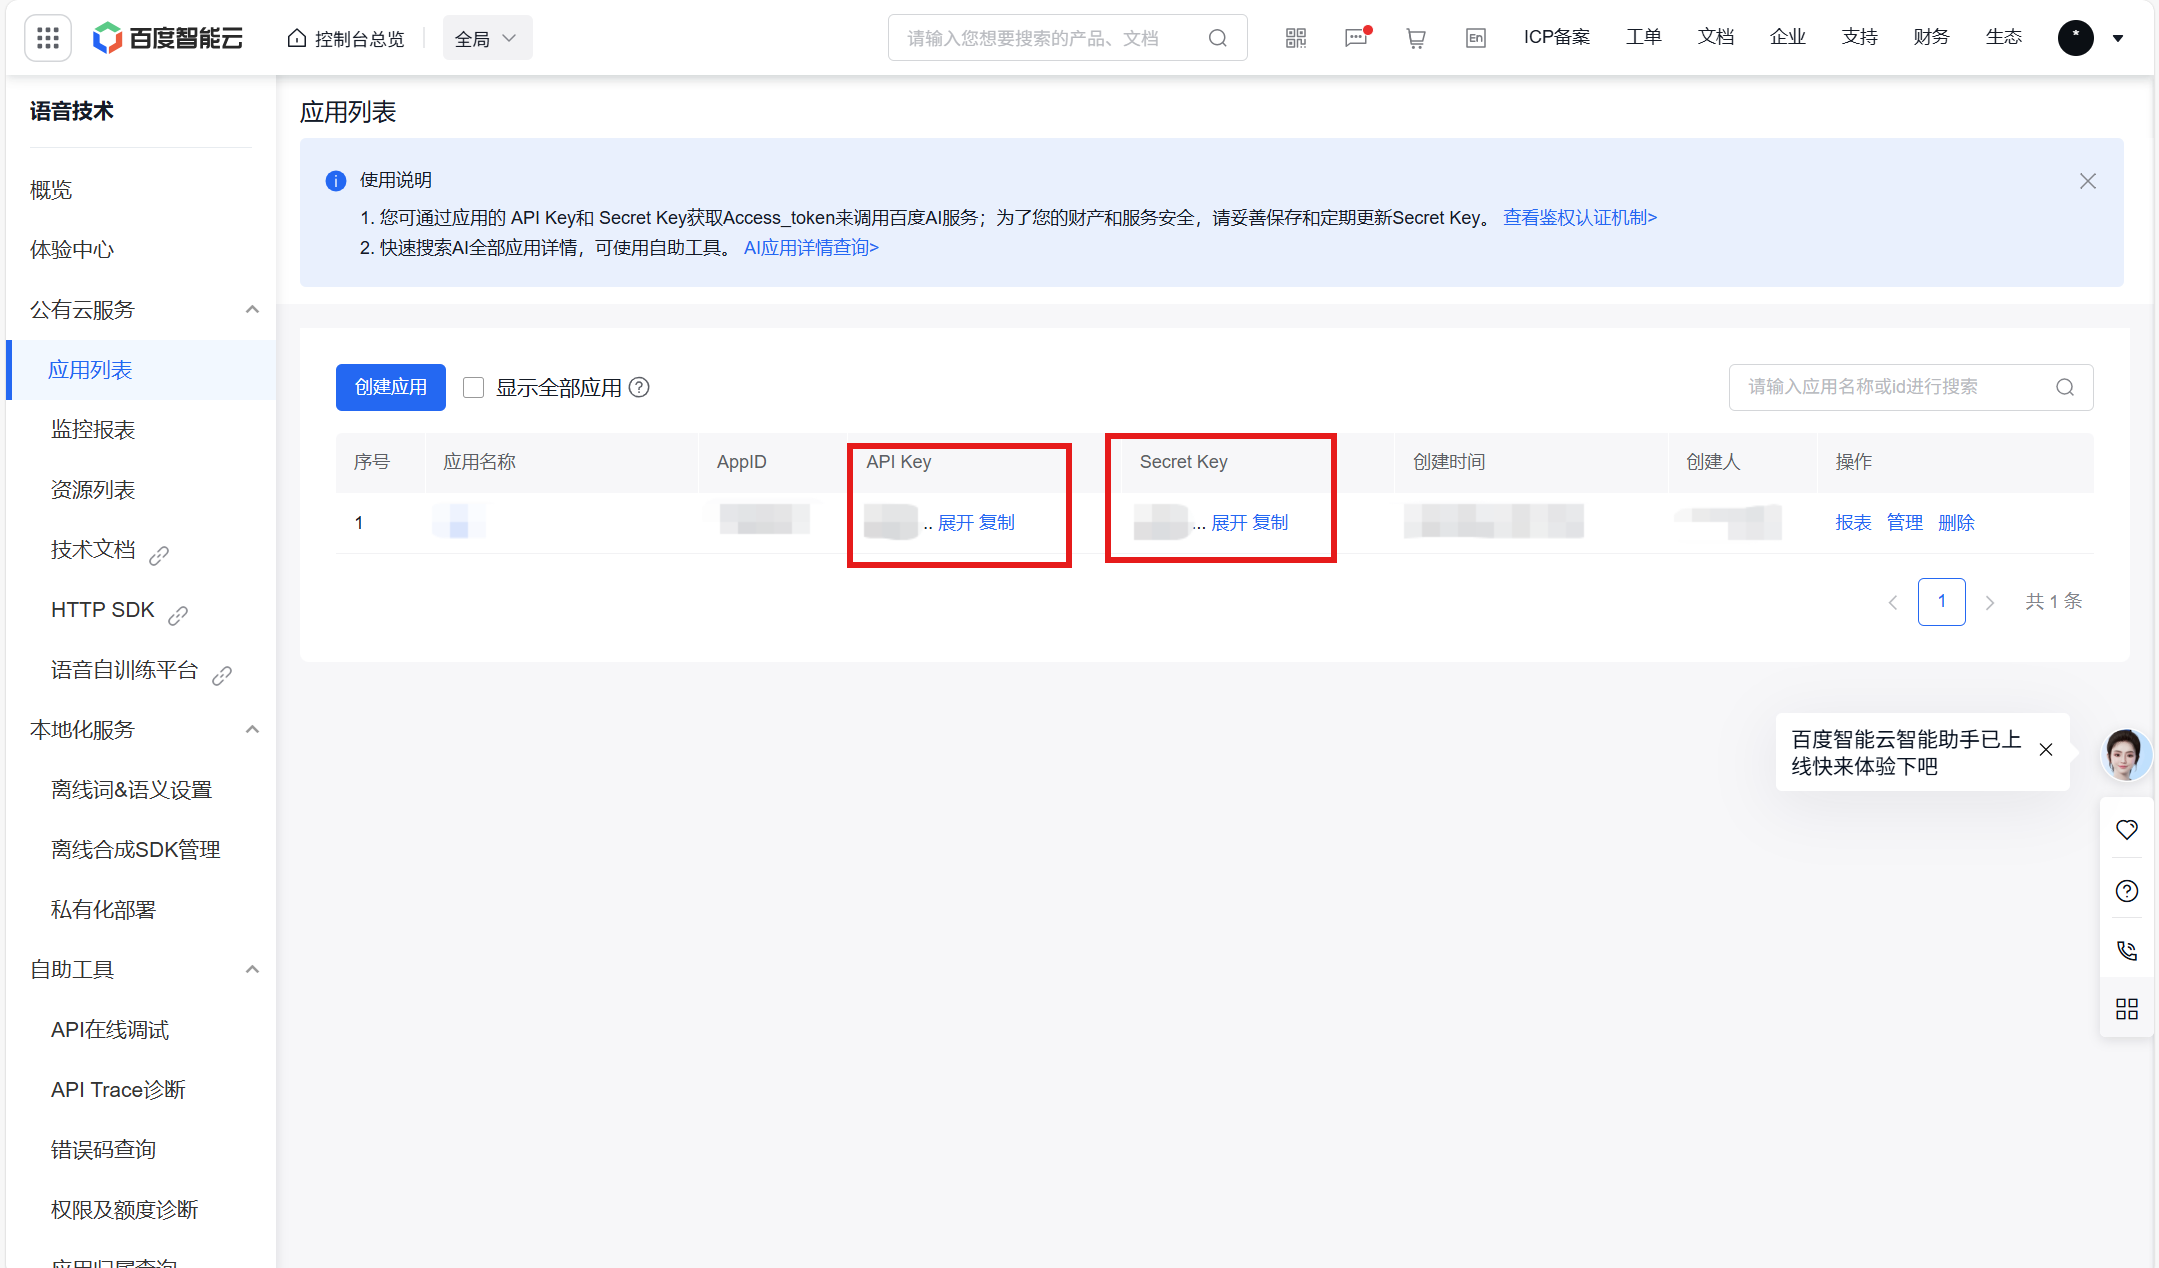 百度智能云
控制台总览
全局
请输入您想要搜索的产品、文档
En
ICP备案
工单
文档
企业
支持
财务
生态
*
语音技术
概览
体验中心
公有云服务
应用列表
监控报表
资源列表
技术文档
HTTP SDK
语音自训练平台
本地化服务
离线词&语义设置
离线合成SDK管理
私有化部署
自助工具
API在线调试
API Trace诊断
错误码查询
权限及额度诊断
应用归属查询
应用列表
使用说明
1. 您可通过应用的 API Key和 Secret Key获取Access_token来调用百度AI服务；为了您的财产和服务安全，请妥善保存和定期更新Secret Key。 查看鉴权认证机制>
2. 快速搜索AI全部应用详情，可使用自助工具。 AI应用详情查询>
创建应用
显示全部应用
请输入应用名称或id进行搜索
序号 应用名称 AppID API Key Secret Key 创建时间 创建人 操作
1 .. 展开 复制 ... 展开 复制 报表 管理 删除
1
共 1 条
百度智能云智能助手已上
线快来体验下吧